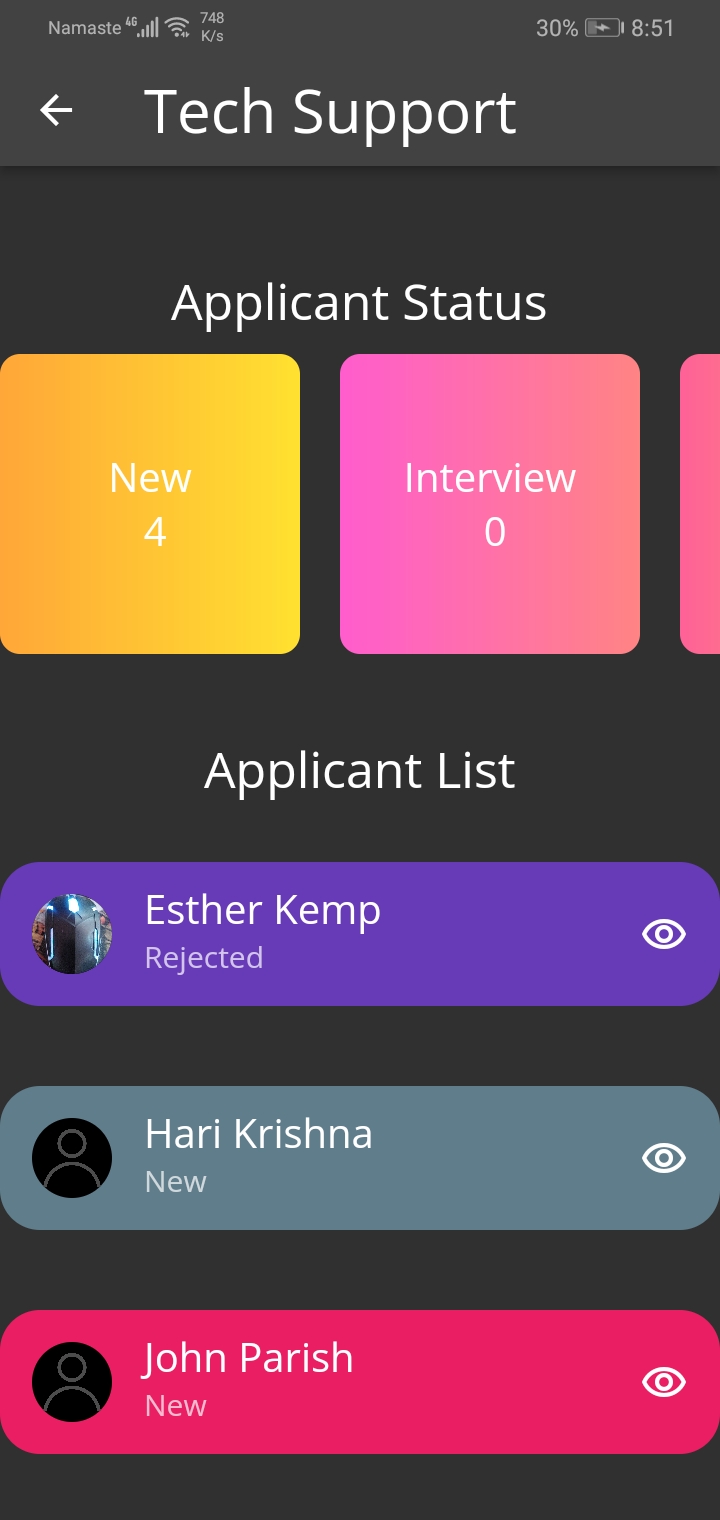 Namaste 4G 748 K/s 30% 8:51
Tech Support
Applicant Status
New
4
Interview
0
Applicant List
Esther Kemp
Rejected
Hari Krishna
New
John Parish
New